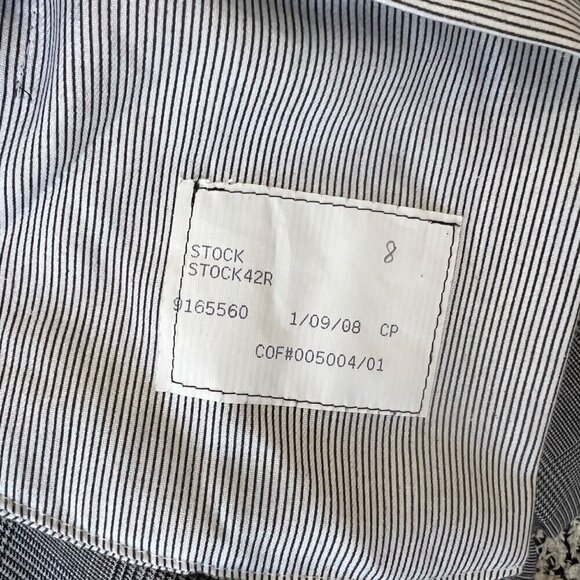 8
STOCK
STOCK42R
9165560 1/09/08 CP
COF#005004/01